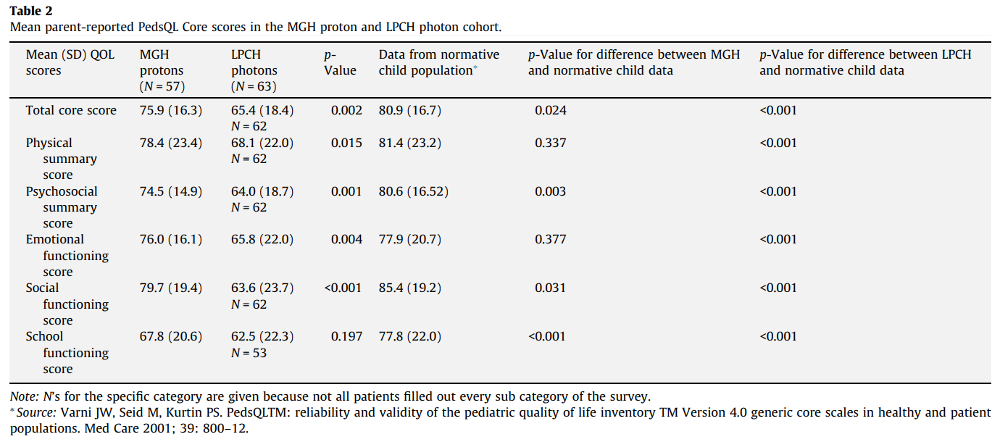 Table 2
Mean parent-reported PedsQL Core scores in the MGH proton and LPCH photon cohort.
Mean (SD) QOL scores | MGH protons (N = 57) | LPCH photons (N = 63) | p-Value | Data from normative child population* | p-Value for difference between MGH and normative child data | p-Value for difference between LPCH and normative child data
Total core score | 75.9 (16.3) | 65.4 (18.4) N = 62 | 0.002 | 80.9 (16.7) | 0.024 | <0.001
Physical summary score | 78.4 (23.4) | 68.1 (22.0) N = 62 | 0.015 | 81.4 (23.2) | 0.337 | <0.001
Psychosocial summary score | 74.5 (14.9) | 64.0 (18.7) N = 62 | 0.001 | 80.6 (16.52) | 0.003 | <0.001
Emotional functioning score | 76.0 (16.1) | 65.8 (22.0) | 0.004 | 77.9 (20.7) | 0.377 | <0.001
Social functioning score | 79.7 (19.4) | 63.6 (23.7) N = 62 | <0.001 | 85.4 (19.2) | 0.031 | <0.001
School functioning score | 67.8 (20.6) | 62.5 (22.3) N = 53 | 0.197 | 77.8 (22.0) | <0.001 | <0.001
Note: N's for the specific category are given because not all patients filled out every sub category of the survey.
* Source: Varni JW, Seid M, Kurtin PS. PedsQLTM: reliability and validity of the pediatric quality of life inventory TM Version 4.0 generic core scales in healthy and patient
populations. Med Care 2001; 39: 800–12.